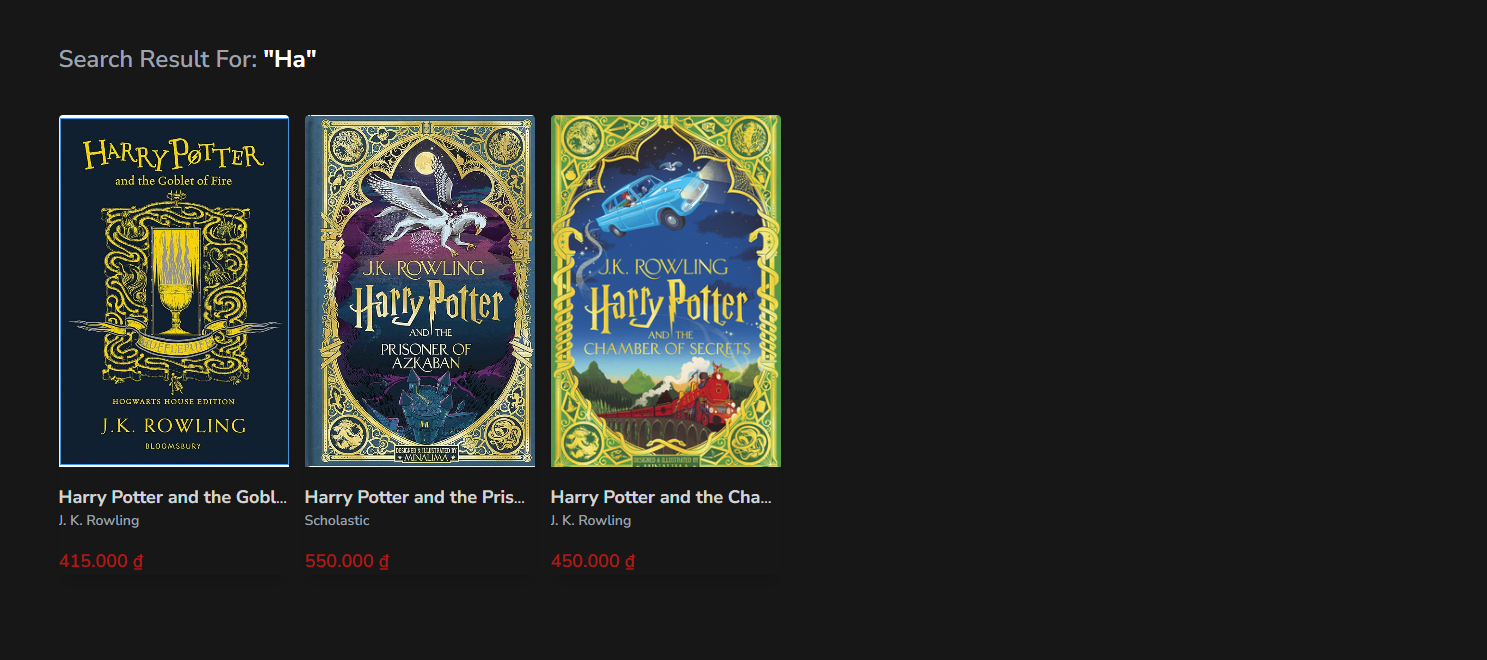 Search Result For: "Ha"
HARRY POTTER
and the Goblet of Fire
HUFFLEPUFF
HOGWARTS HOUSE EDITION
J.K. ROWLING
BLOOMSBURY
J.K. ROWLING
Harry Potter
AND THE
PRISONER OF
AZKABAN
DESIGNED & ILLUSTRATED BY
MINALIMA
J.K. ROWLING
Harry Potter
AND THE
CHAMBER OF SECRETS
DESIGNED & ILLUSTRATED BY
MINALIMA
Harry Potter and the Gobl...
J. K. Rowling
415.000 ₫
Harry Potter and the Pris...
Scholastic
550.000 ₫
Harry Potter and the Cha...
J. K. Rowling
450.000 ₫